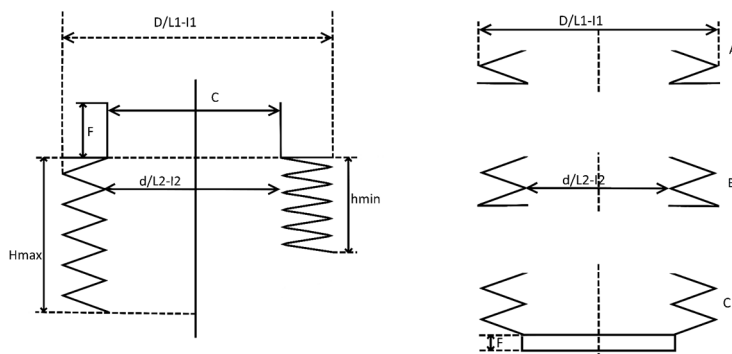 D/L1-I1
C
F
d/L2-I2
hmin
Hmax
D/L1-I1
A
d/L2-I2
B
C
F